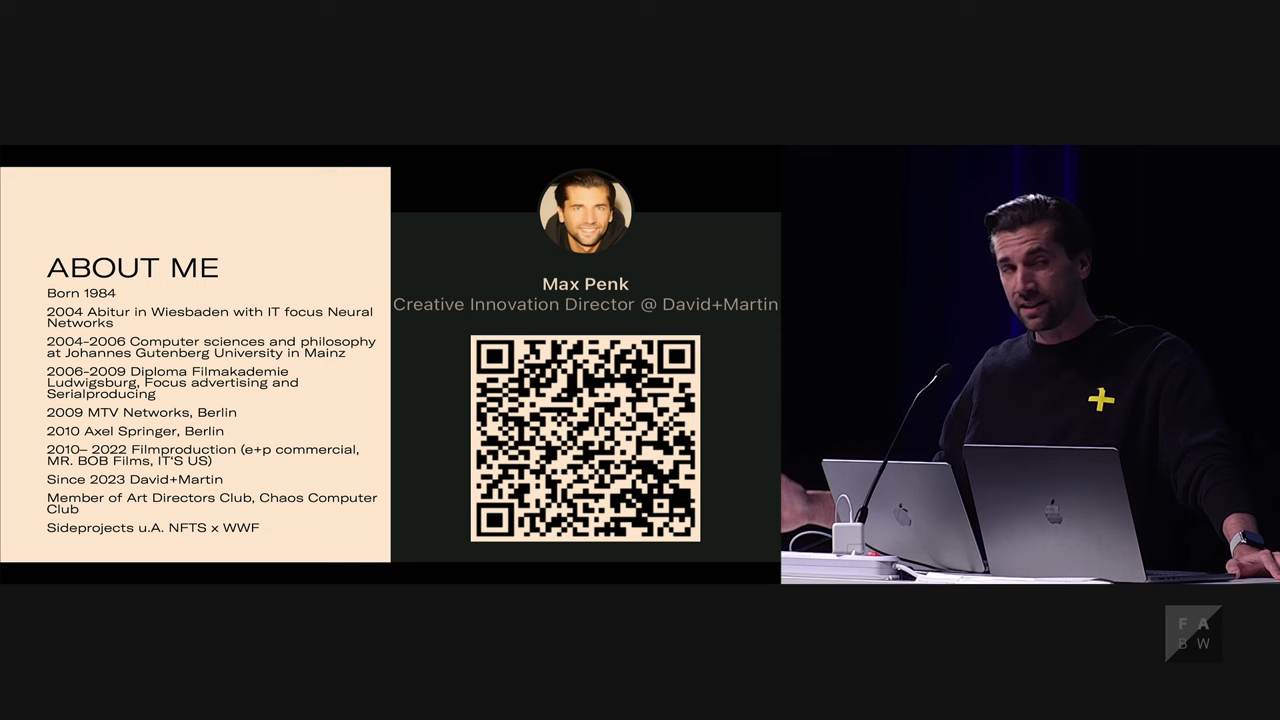 ABOUT ME
Born 1984
2004 Abitur in Wiesbaden with IT focus Neural
Networks
2004-2006 Computer sciences and philosophy
at Johannes Gutenberg University in Mainz
2006-2009 Diploma Filmakademie
Ludwigsburg, Focus advertising and
Serialproducing
2009 MTV Networks, Berlin
2010 Axel Springer, Berlin
2010– 2022 Filmproduction (e+p commercial,
MR. BOB Films, IT'S US)
Since 2023 David+Martin
Member of Art Directors Club, Chaos Computer
Club
Sideprojects u.A. NFTS x WWF
Max Penk
Creative Innovation Director @ David+Martin
F A
B W